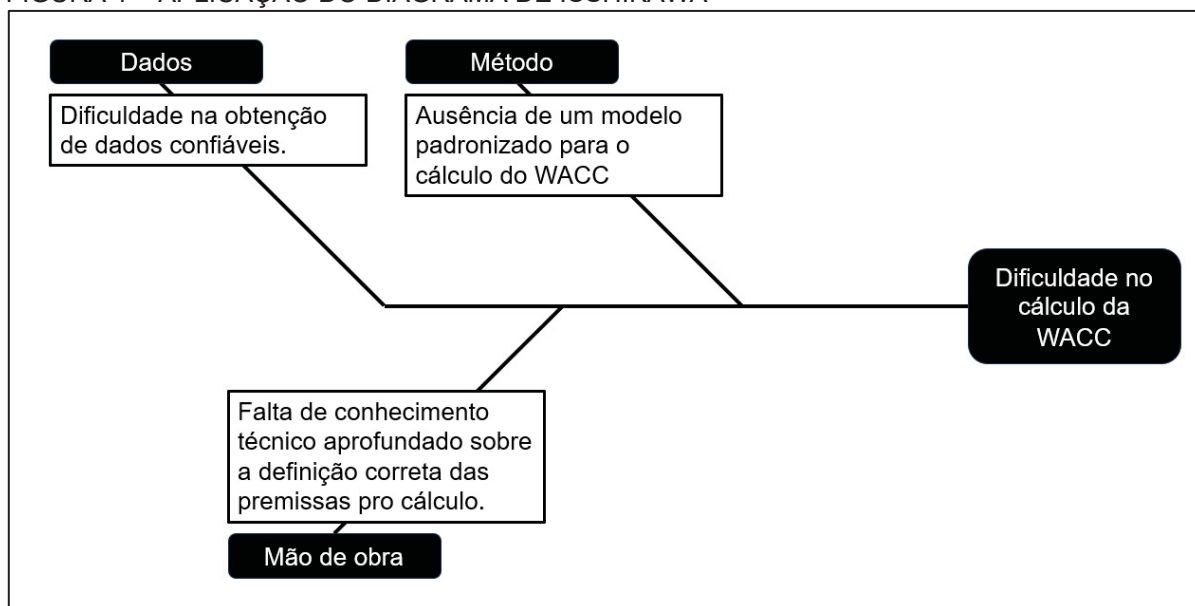 Dados
Dificuldade na obtenção
de dados confiáveis.
Método
Ausência de um modelo
padronizado para o
cálculo do WACC
Dificuldade no
cálculo da
WACC
Falta de conhecimento
técnico aprofundado sobre
a definição correta das
premissas pro cálculo.
Mão de obra